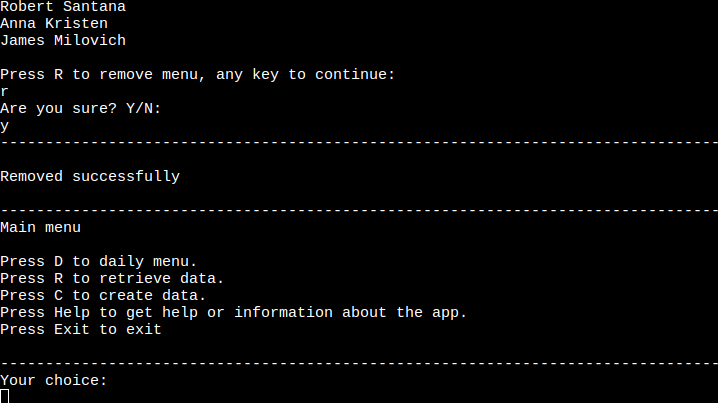 Robert Santana
Anna Kristen
James Milovich
Press R to remove menu, any key to continue:
r
Are you sure? Y/N:
y
--------------------------------------------------------------------------------
Removed successfully
--------------------------------------------------------------------------------
Main menu
Press D to daily menu.
Press R to retrieve data.
Press C to create data.
Press Help to get help or information about the app.
Press Exit to exit
--------------------------------------------------------------------------------
Your choice: